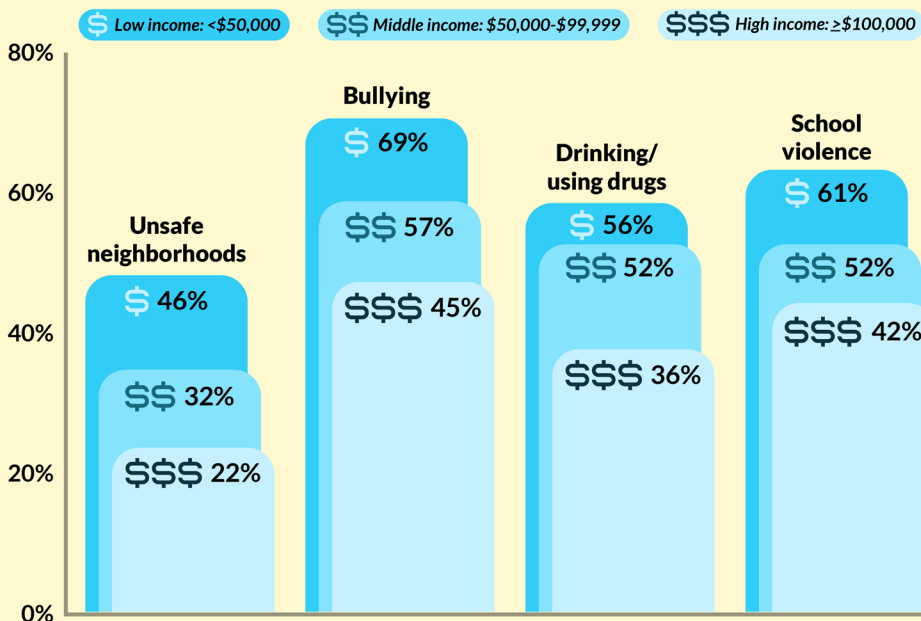 $ Low income: <$50,000
$$ Middle income: $50,000-$99,999
$$$ High income: ≥$100,000
80%
Bullying
School
violence
Drinking/
using drugs
$ 69%
60%
$ 61%
Unsafe
neighborhoods
$ 56%
$$ 57%
$$ 52%
$$ 52%
$ 46%
$$$ 45%
40%
$$$ 42%
$$$ 36%
$$ 32%
20%
$$$ 22%
0%